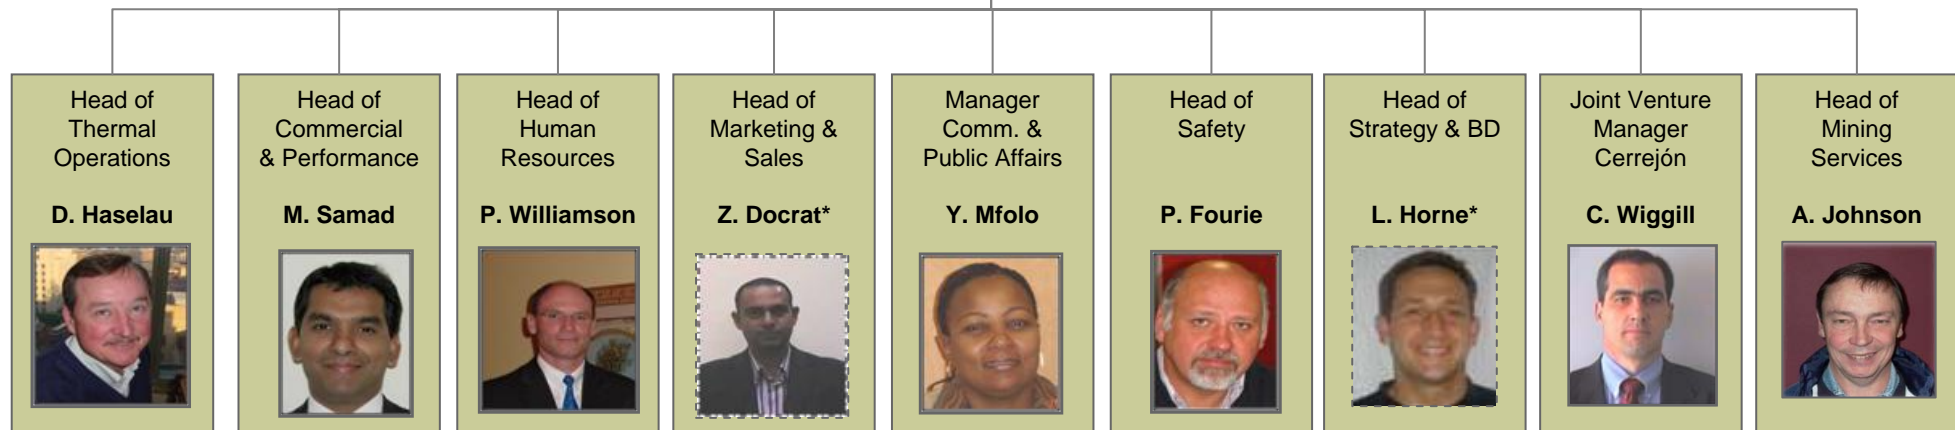 Head of
Thermal
Operations
D. Haselau
Head of
Commercial
& Performance
M. Samad
Head of
Human
Resources
P. Williamson
Head of
Marketing &
Sales
Z. Docrat*
Manager
Comm. &
Public Affairs
Y. Mfolo
Head of
Safety
P. Fourie
Head of
Strategy & BD
L. Horne*
Joint Venture
Manager
Cerrejón
C. Wiggill
Head of
Mining
Services
A. Johnson